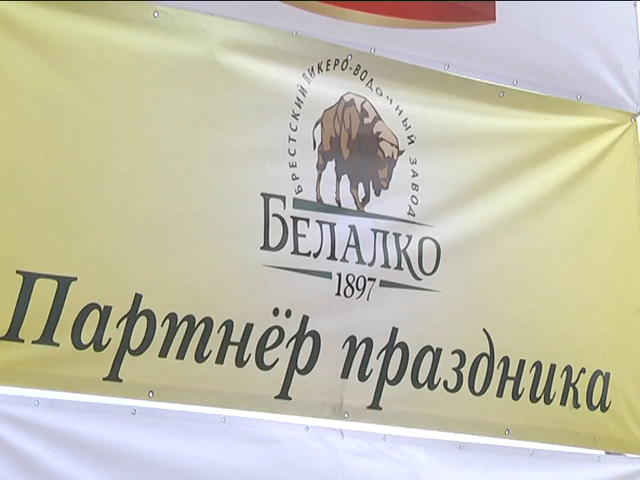 БРЕСТСКИЙ ЛИКЕРО-ВОДОЧНЫЙ ЗАВОД
БЕЛАЛКО
1897
Партнёр праздника